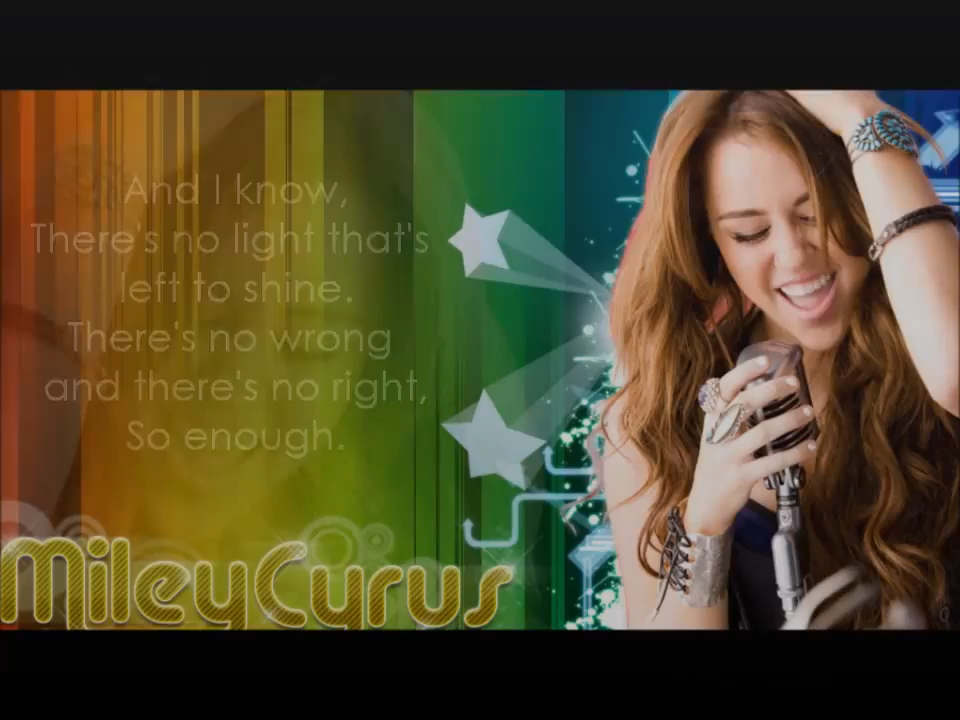 And I know,
There's no light that's
left to shine.
There's no wrong
and there's no right,
So enough.
MileyCyrus